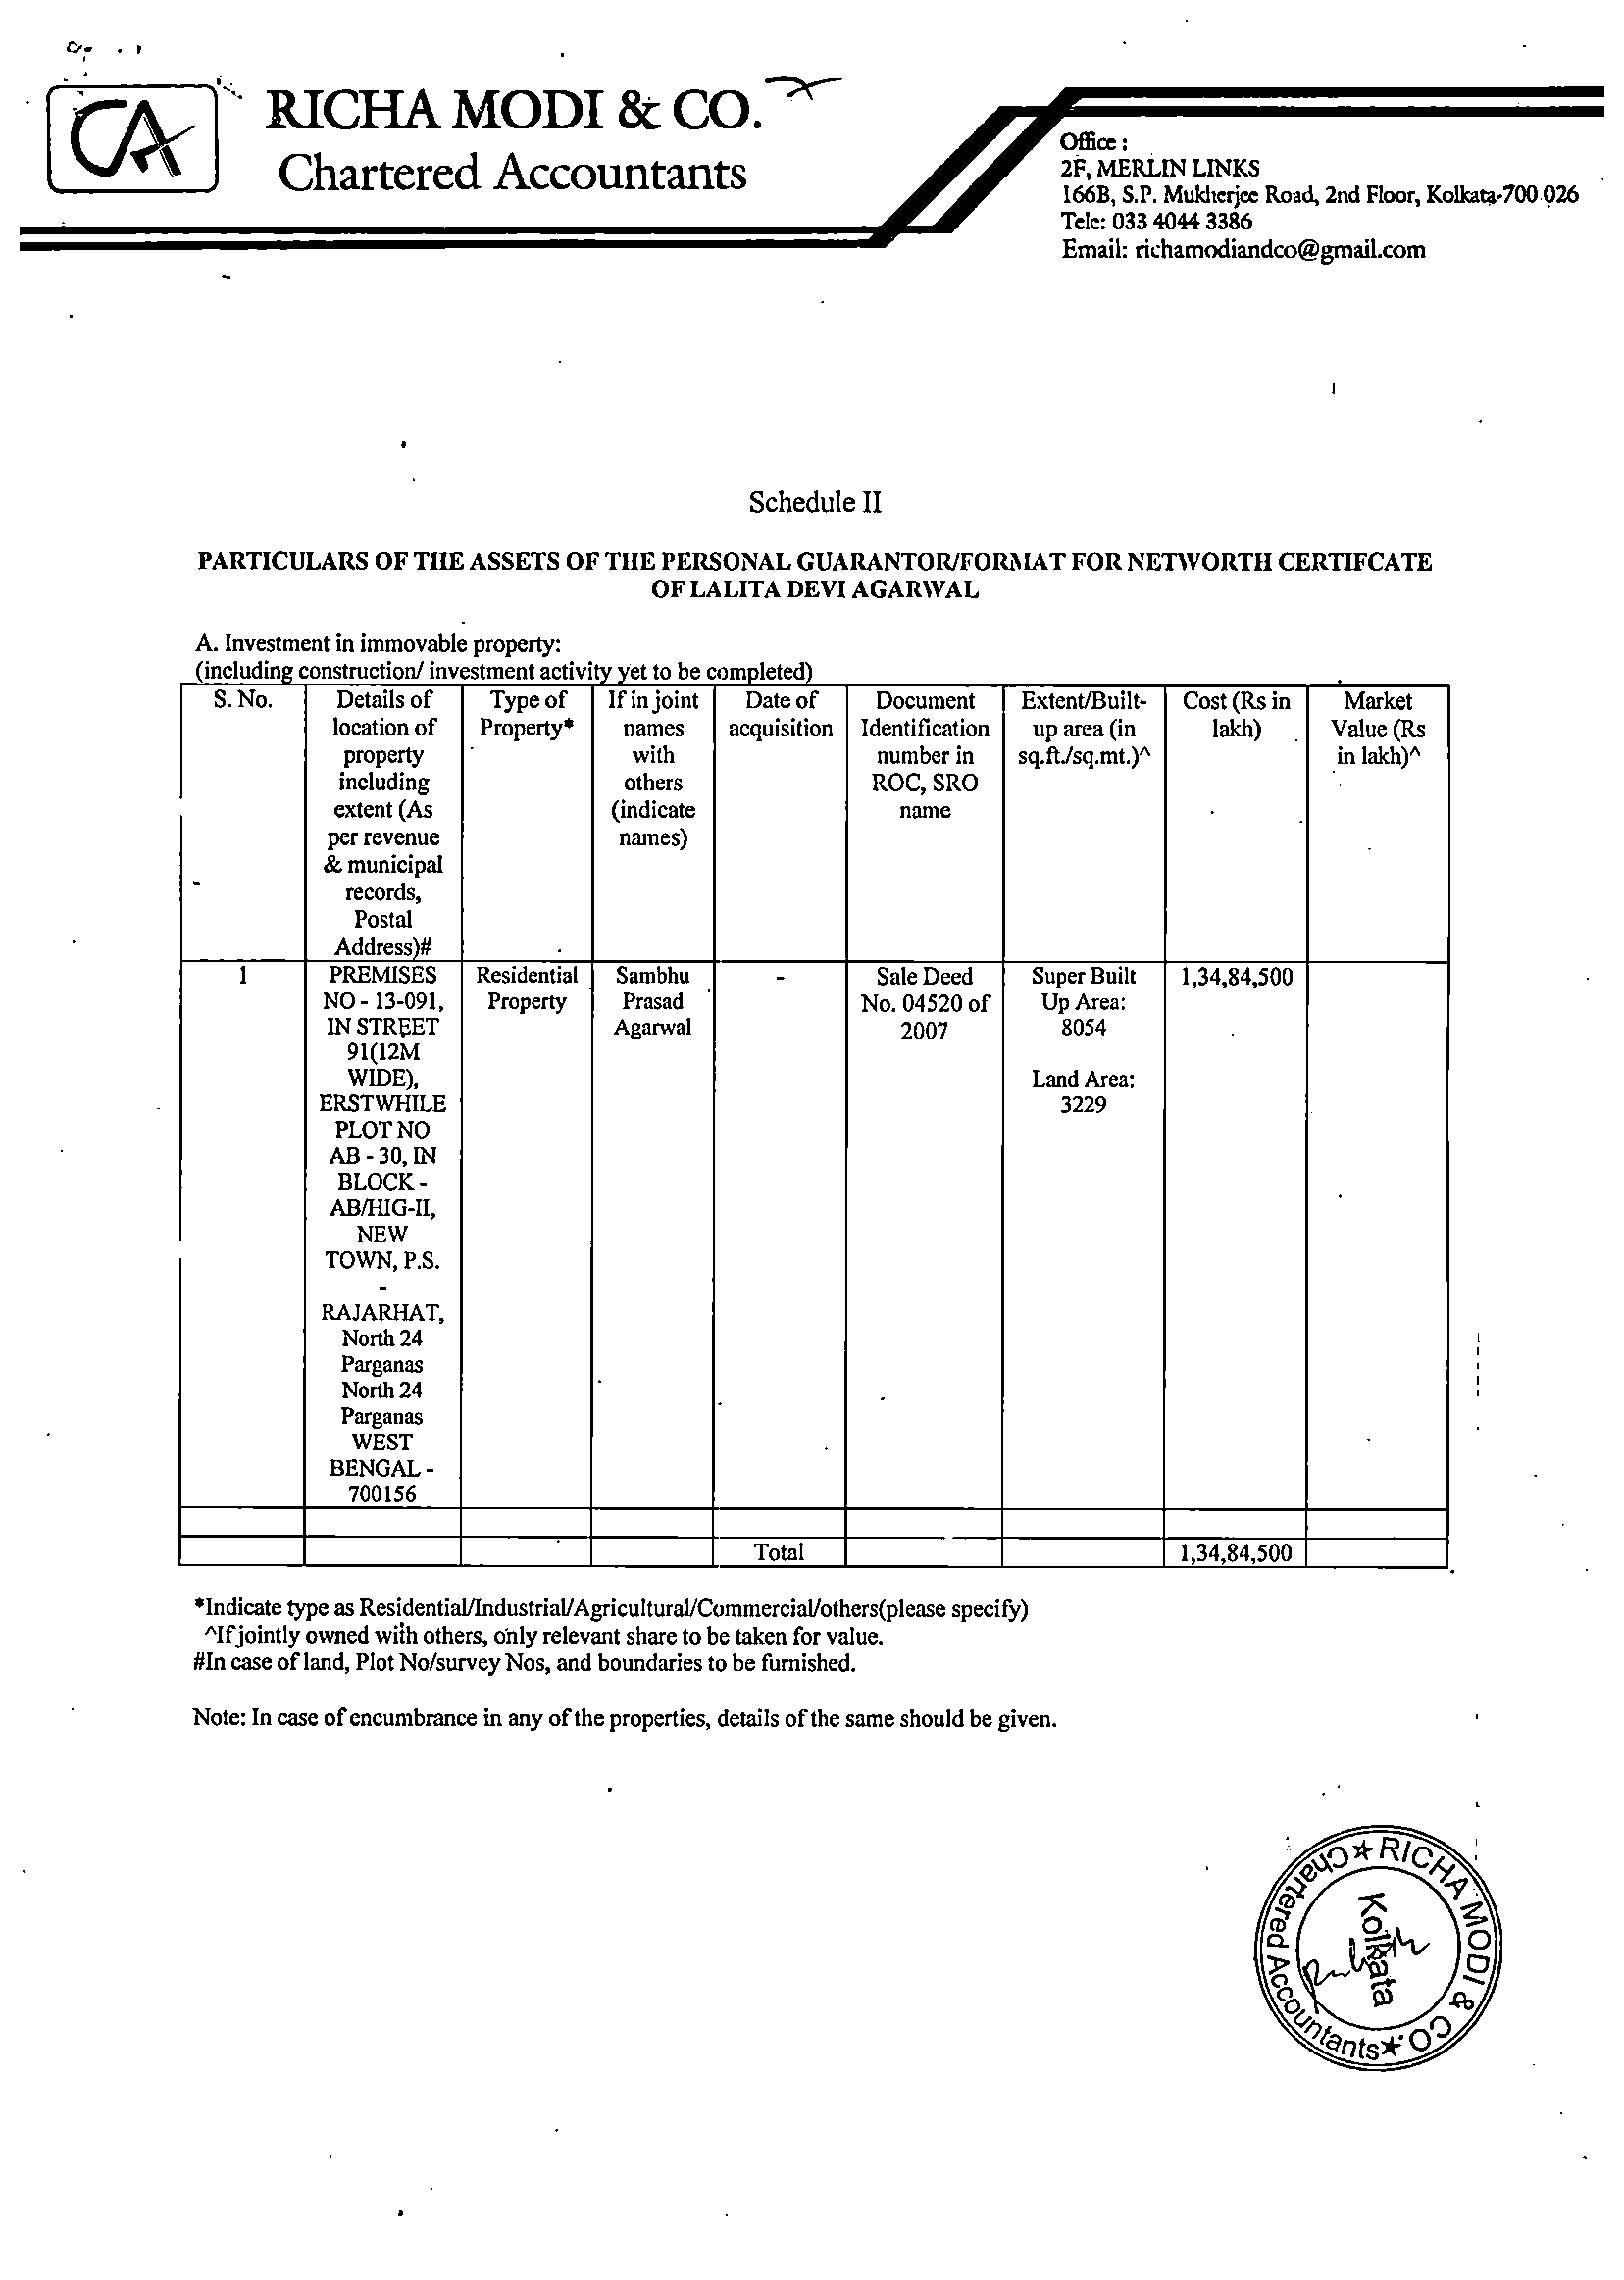 CA
RICHA MODI & CO.
Chartered Accountants
Office :
2F, MERLIN LINKS
166B, S.P. Mukherjee Road, 2nd Floor, Kolkata-700 026
Tele: 033 4044 3386
Email: richamodiandco@gmail.com
Schedule II
PARTICULARS OF THE ASSETS OF THE PERSONAL GUARANTOR/FORMAT FOR NETWORTH CERTIFCATE
OF LALITA DEVI AGARWAL
A. Investment in immovable property:
(including construction/ investment activity yet to be completed)
S. No. Details of Type of If in joint Date of Document Extent/Built- Cost (Rs in Market
location of Property* names acquisition Identification up area (in lakh) Value (Rs
property with number in sq.ft./sq.mt.)^ in lakh)^
including others ROC, SRO
extent (As (indicate name
per revenue names)
& municipal
records,
Postal
Address)#
1 PREMISES Residential Sambhu - Sale Deed Super Built 1,34,84,500
NO - 13-091, Property Prasad No. 04520 of Up Area:
IN STREET Agarwal 2007 8054
91(12M
WIDE), Land Area:
ERSTWHILE 3229
PLOT NO
AB - 30, IN
BLOCK -
AB/HIG-II,
NEW
TOWN, P.S.
-
RAJARHAT,
North 24
Parganas
North 24
Parganas
WEST
BENGAL -
700156
Total 1,34,84,500
*Indicate type as Residential/Industrial/Agricultural/Commercial/others(please specify)
^If jointly owned with others, only relevant share to be taken for value.
#In case of land, Plot No/survey Nos, and boundaries to be furnished.
Note: In case of encumbrance in any of the properties, details of the same should be given.
RICHA MODI & CO.
Chartered Accountants
Kolkata